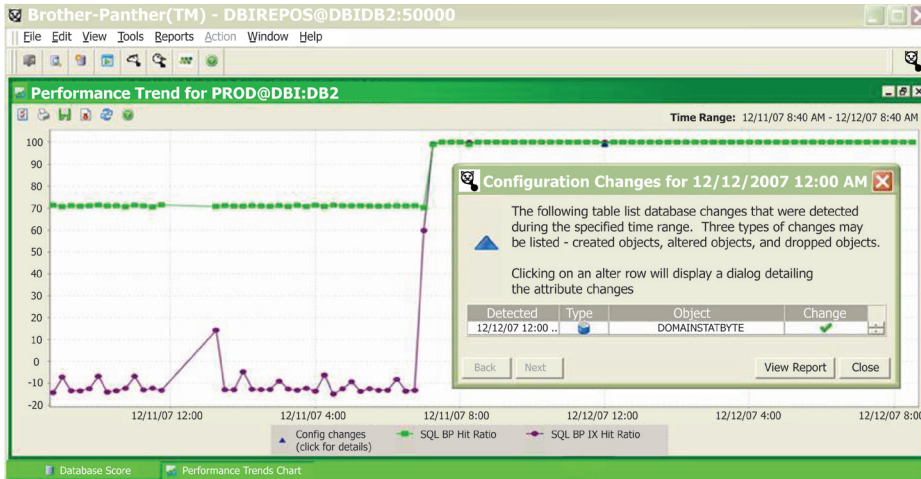 Brother-Panther(TM) - DBIREPOS@DBIDB2:50000
File Edit View Tools Reports Action Window Help
Performance Trend for PROD@DBI:DB2
Time Range: 12/11/07 8:40 AM - 12/12/07 8:40 AM
100
90
80
70
60
50
40
30
20
10
0
-10
-20
Configuration Changes for 12/12/2007 12:00 AM
The following table list database changes that were detected
during the specified time range. Three types of changes may
be listed - created objects, altered objects, and dropped objects.
Clicking on an alter row will display a dialog detailing
the attribute changes
Detected Type Object Change
12/12/07 12:00 .. DOMAINSTATBYTE
Back Next View Report Close
12/11/07 12:00 12/11/07 4:00 12/11/07 8:00 12/12/07 12:00 12/12/07 4:00 12/12/07 8:00
Config changes
(click for details)
SQL BP Hit Ratio SQL BP IX Hit Ratio
Database Score Performance Trends Chart